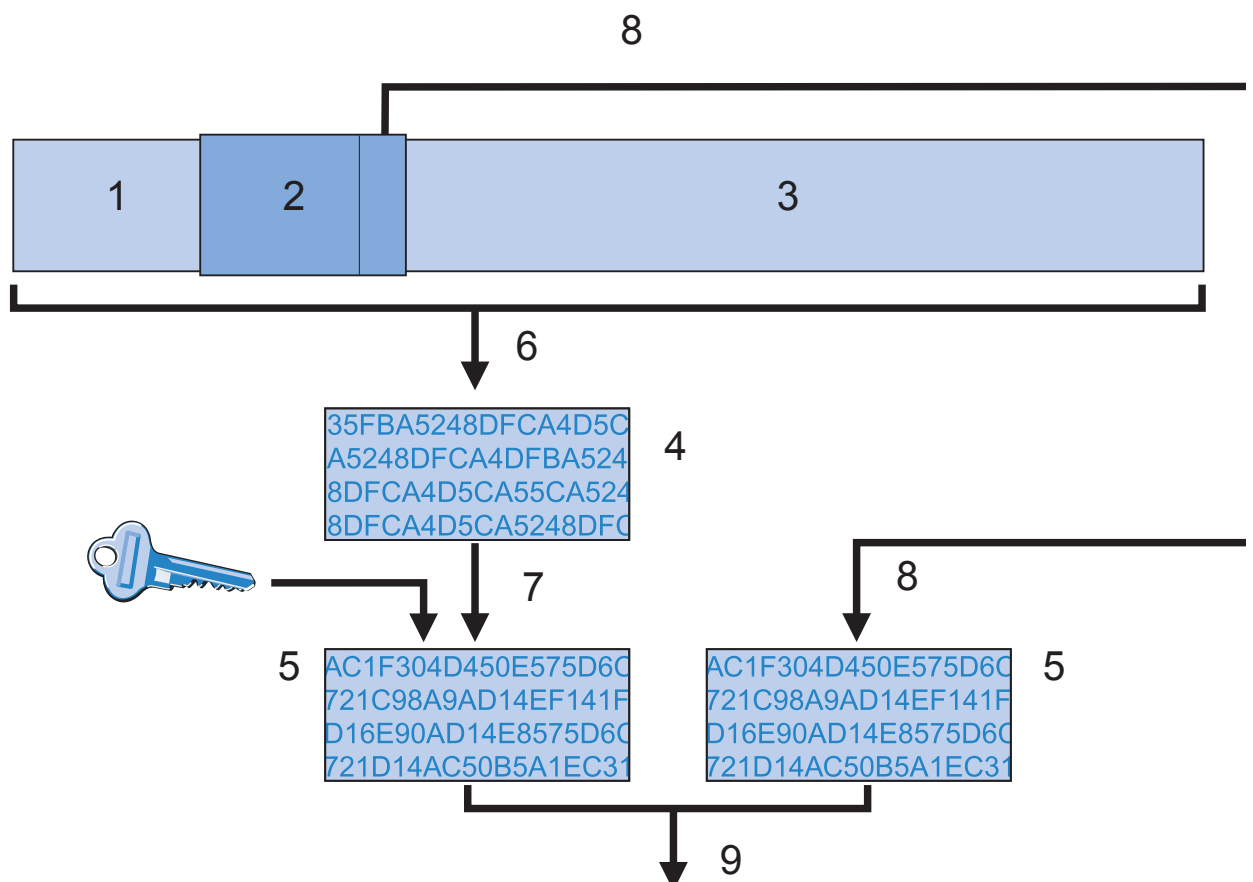 8
1
2
3
6
35FBA5248DFCA4D5C
A5248DFCA4DFBA524
8DFCA4D5CA55CA524
8DFCA4D5CA5248DFC
4
7
8
5
AC1F304D450E575D6C
721C98A9AD14EF141F
D16E90AD14E8575D6C
721D14AC50B5A1EC31
AC1F304D450E575D6C
721C98A9AD14EF141F
D16E90AD14E8575D6C
721D14AC50B5A1EC31
5
9